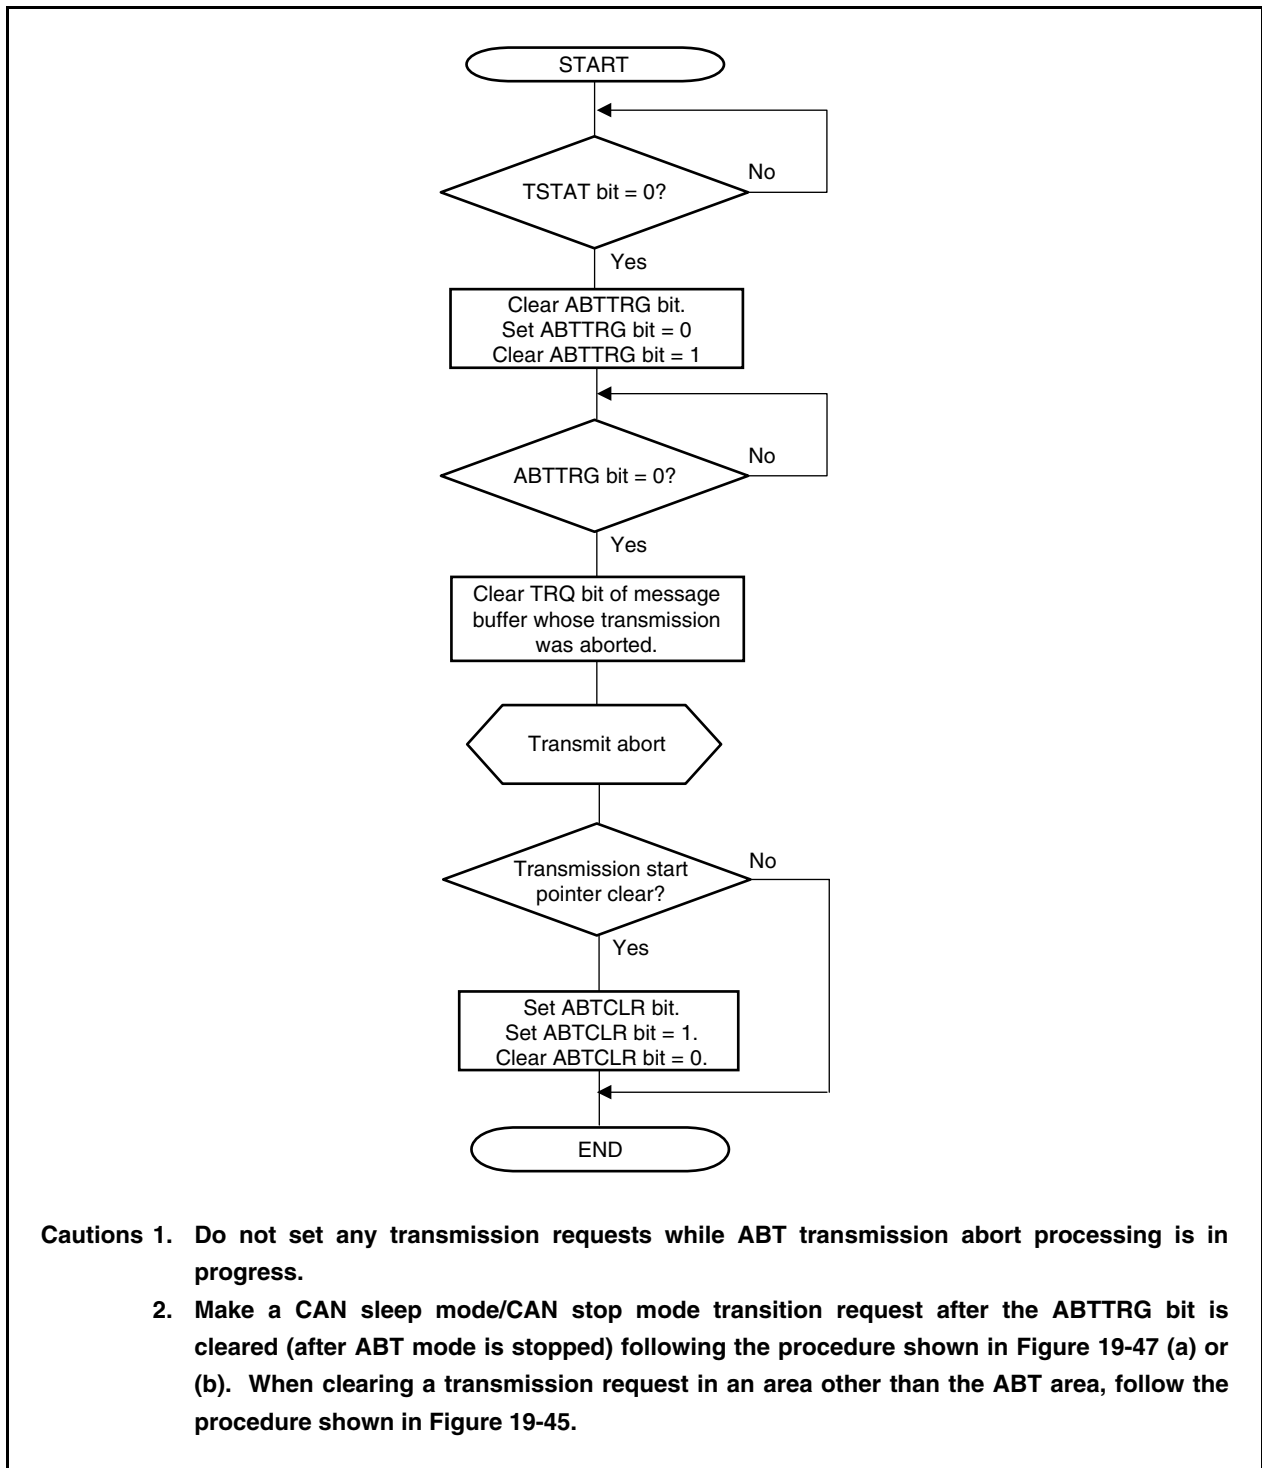 START
TSTAT bit = 0?
No
Yes
Clear ABTTRG bit.
Set ABTTRG bit = 0
Clear ABTTRG bit = 1
ABTTRG bit = 0?
No
Yes
Clear TRQ bit of message
buffer whose transmission
was aborted.
Transmit abort
Transmission start
pointer clear?
No
Yes
Set ABTCLR bit.
Set ABTCLR bit = 1.
Clear ABTCLR bit = 0.
END
Cautions 1. Do not set any transmission requests while ABT transmission abort processing is in
progress.
2. Make a CAN sleep mode/CAN stop mode transition request after the ABTTRG bit is
cleared (after ABT mode is stopped) following the procedure shown in Figure 19-47 (a) or
(b). When clearing a transmission request in an area other than the ABT area, follow the
procedure shown in Figure 19-45.